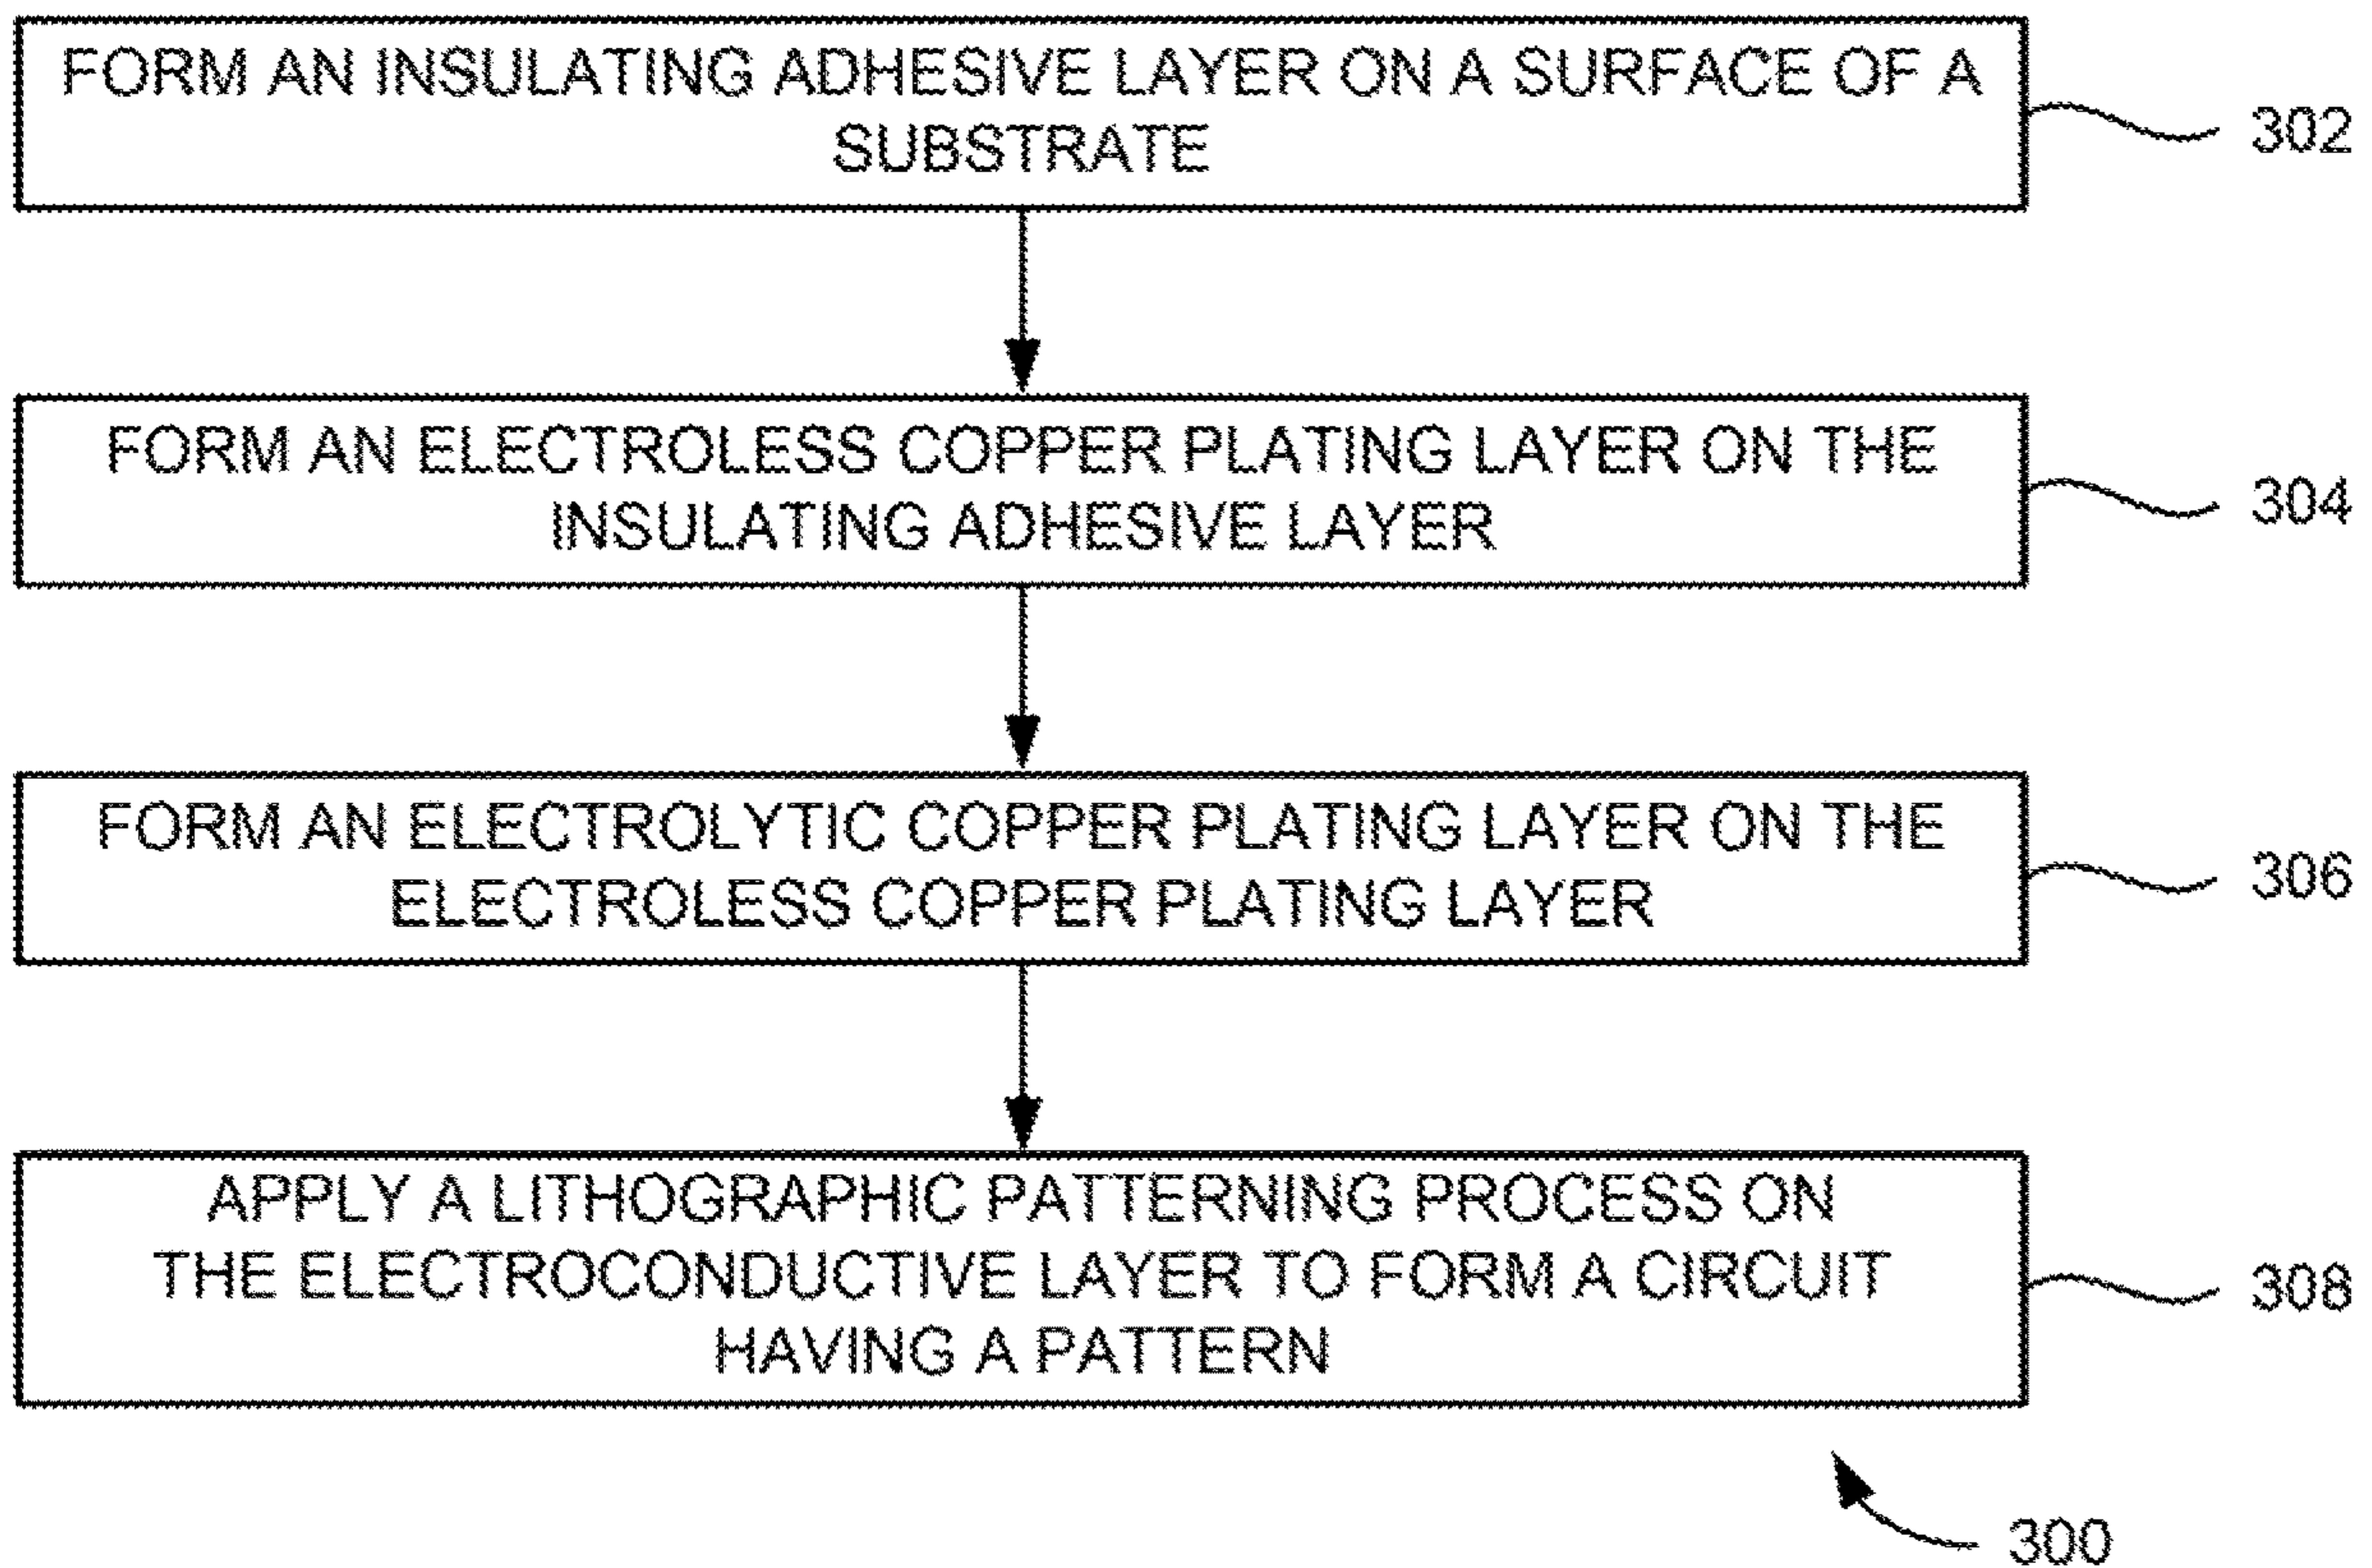 FORM AN INSULATING ADHESIVE LAYER ON A SURFACE OF A
SUBSTRATE
302
FORM AN ELECTROLESS COPPER PLATING LAYER ON THE
INSULATING ADHESIVE LAYER
304
FORM AN ELECTROLYTIC COPPER PLATING LAYER ON THE
ELECTROLESS COPPER PLATING LAYER
306
APPLY A LITHOGRAPHIC PATTERNING PROCESS ON
THE ELECTROCONDUCTIVE LAYER TO FORM A CIRCUIT
HAVING A PATTERN
308
300